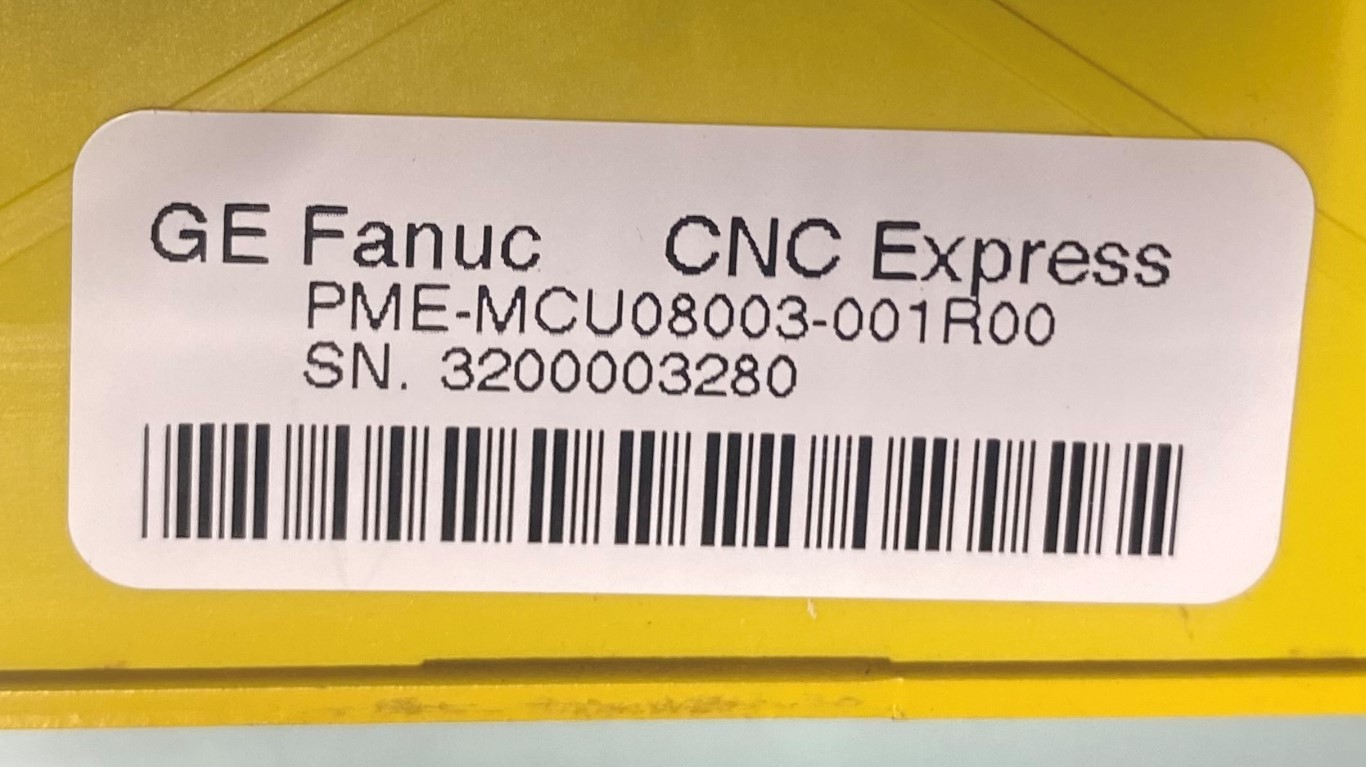 GE Fanuc CNC Express
PME-MCU08003-001R00
SN. 3200003280